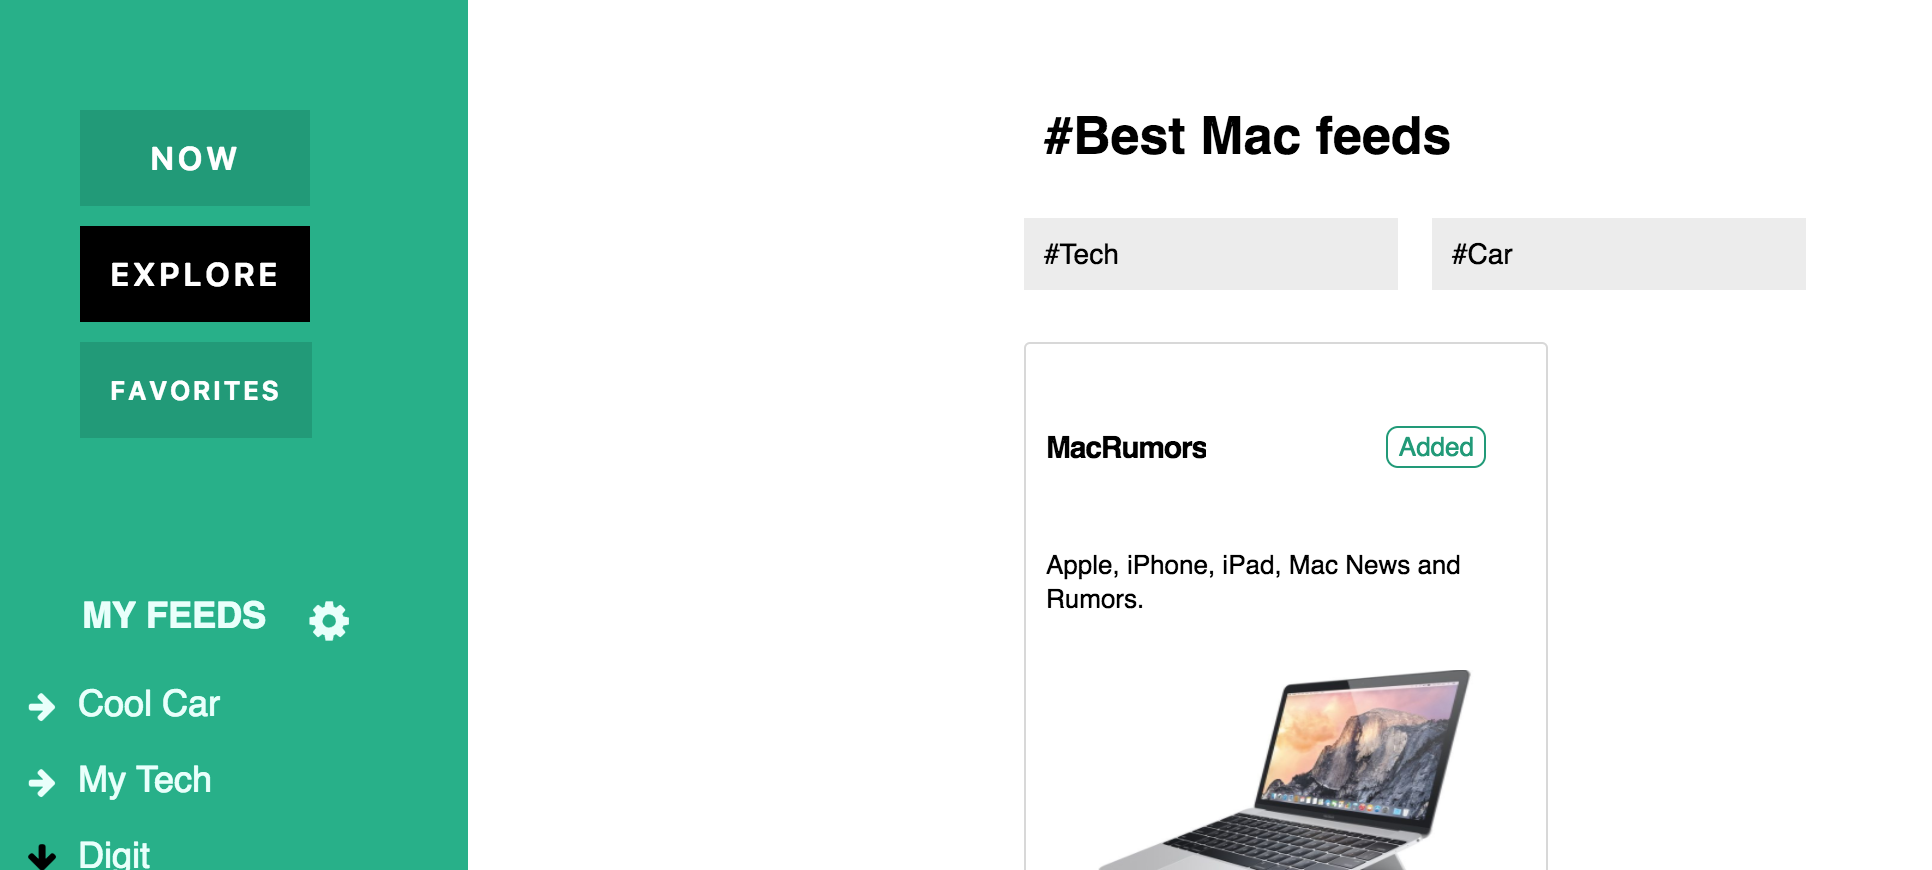 NOW
EXPLORE
FAVORITES
MY FEEDS
Cool Car
My Tech
Digit
#Best Mac feeds
#Tech
#Car
MacRumors
Added
Apple, iPhone, iPad, Mac News and
Rumors.